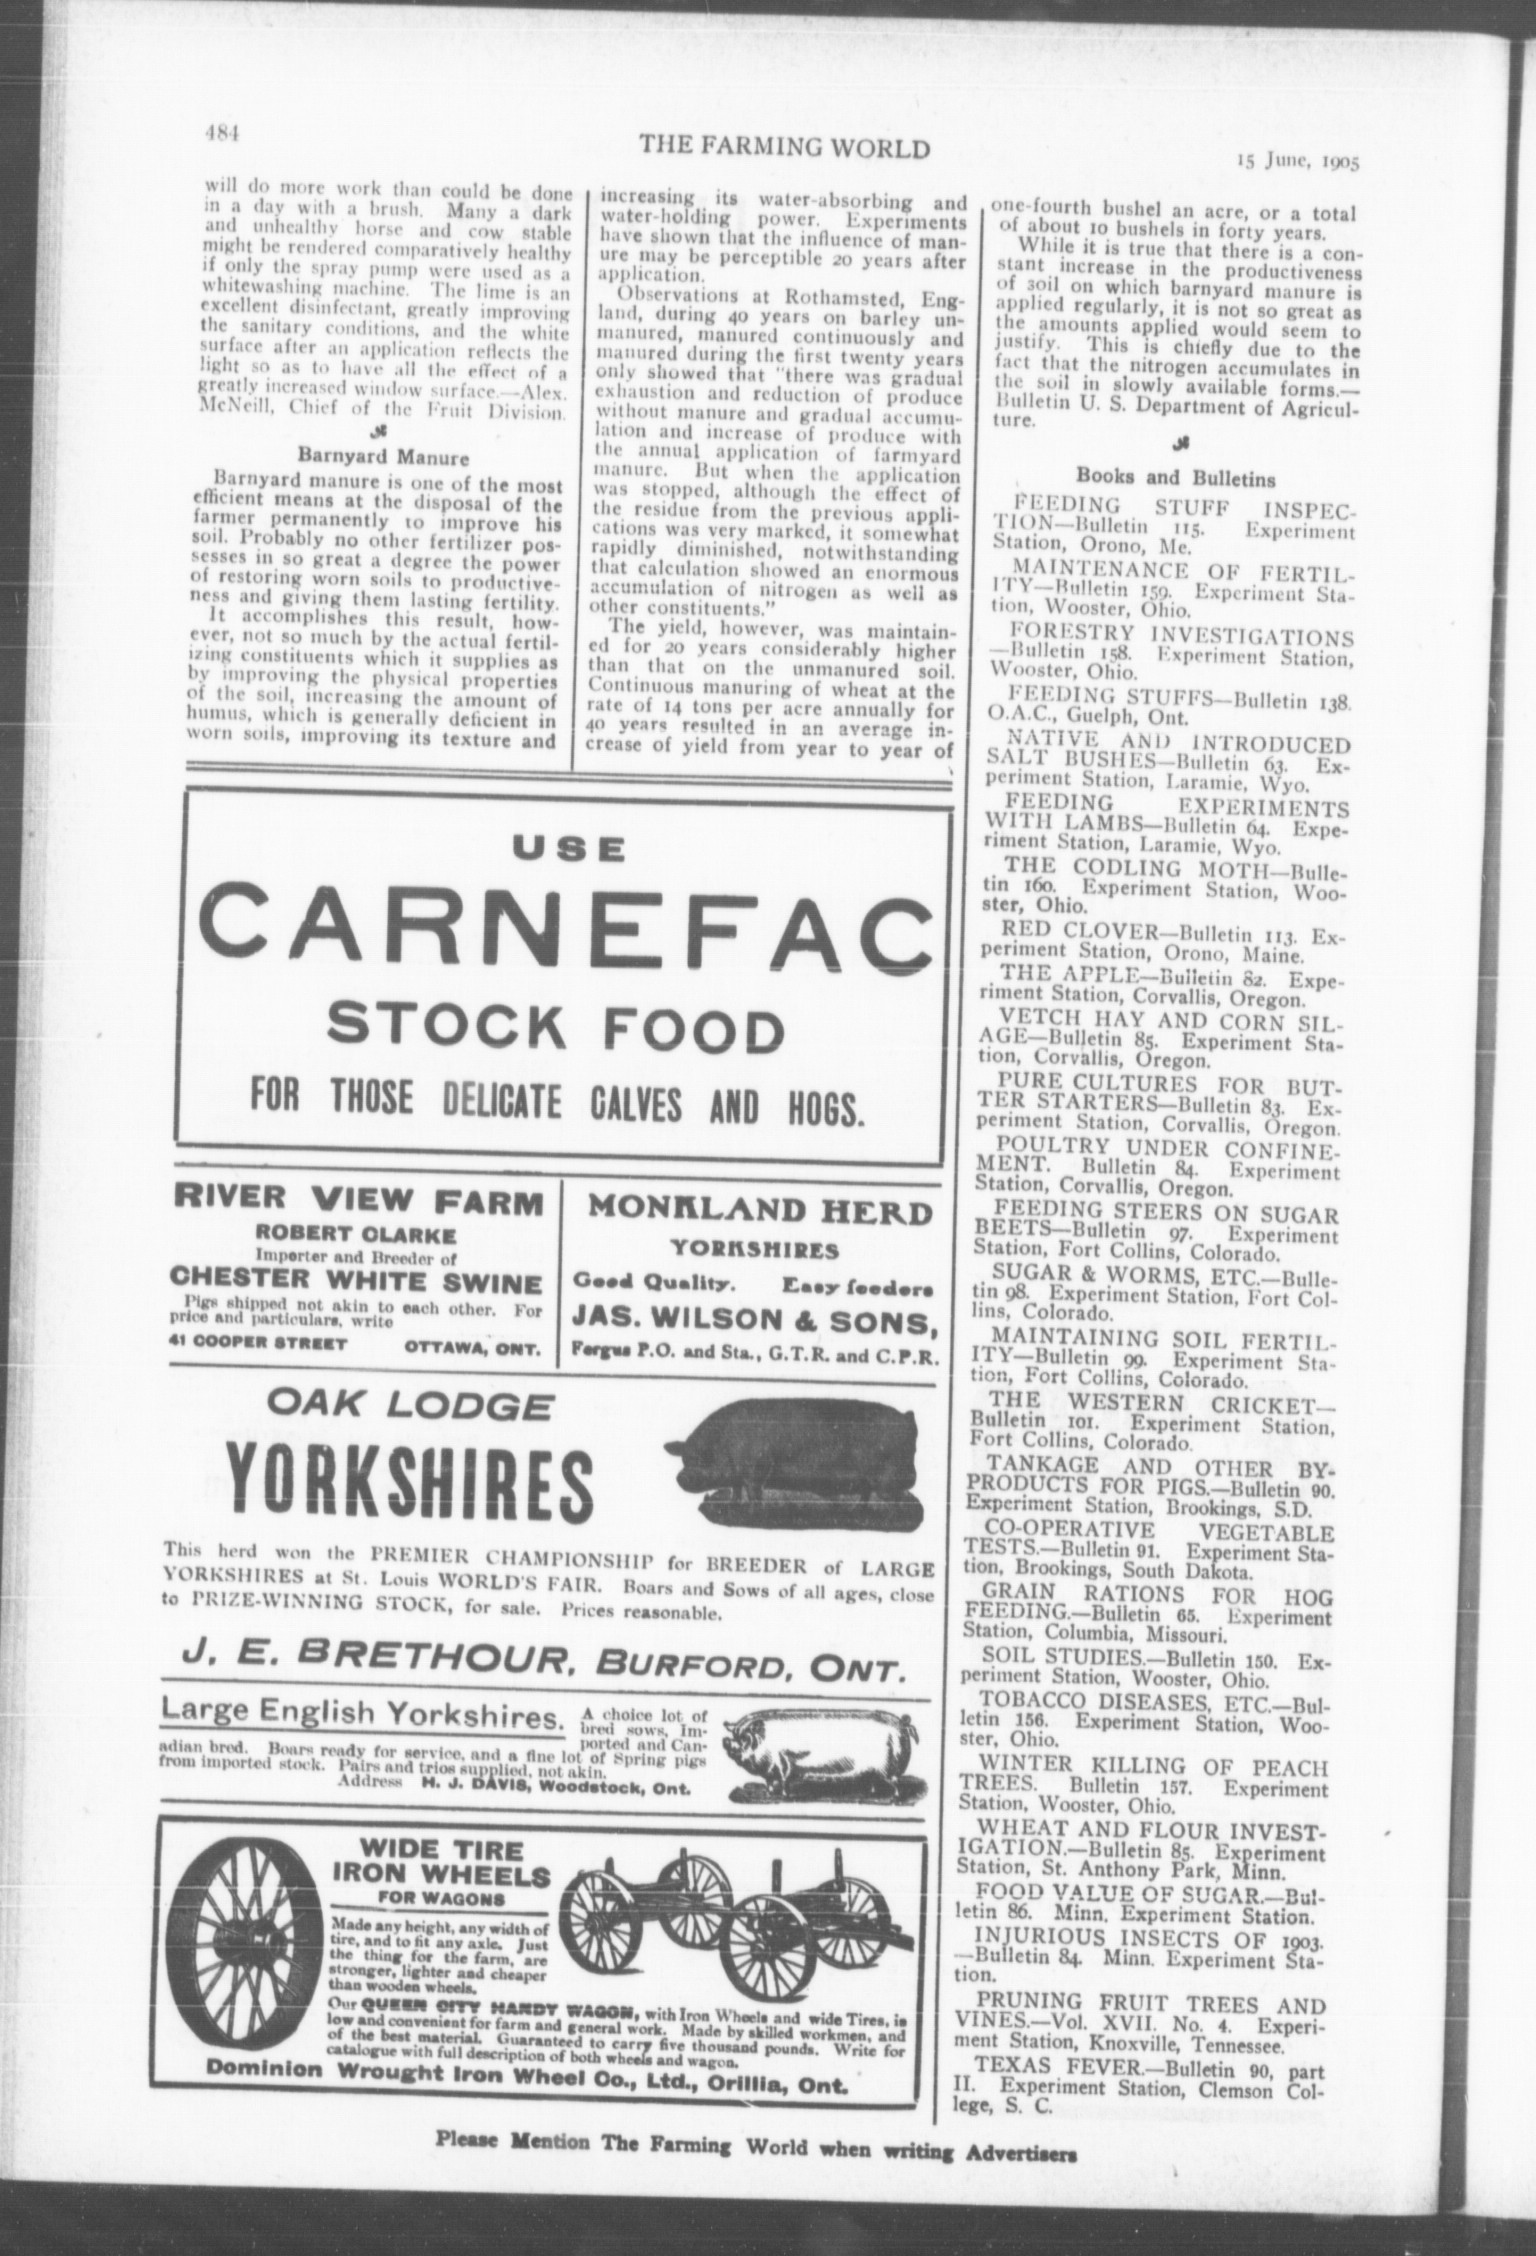 484
THE FARMING WORLD
15 June, 1905
will do more work than could be done
in a day with a brush. Many a dark
and unhealthy horse and cow stable
might be rendered comparatively healthy
if only the spray pump were used as a
whitewashing machine. The lime is an
excellent disinfectant, greatly improving
the sanitary conditions, and the white
surface after an application reflects the
light so as to have all the effect of a
greatly increased window surface.—Alex.
McNeill, Chief of the Fruit Division.
Barnyard Manure
Barnyard manure is one of the most
efficient means at the disposal of the
farmer permanently to improve his
soil. Probably no other fertilizer pos-
sesses in so great a degree the power
of restoring worn soils to productive-
ness and giving them lasting fertility.
It accomplishes this result, how-
ever, not so much by the actual fertil-
izing constituents which it supplies as
by improving the physical properties
of the soil, increasing the amount of
humus, which is generally deficient in
worn soils, improving its texture and
increasing its water-absorbing and
water-holding power. Experiments
have shown that the influence of man-
ure may be perceptible 20 years after
application.
Observations at Rothamsted, Eng-
land, during 40 years on barley un-
manured, manured continuously and
manured during the first twenty years
only showed that "there was gradual
exhaustion and reduction of produce
without manure and gradual accumu-
lation and increase of produce with
the annual application of farmyard
manure. But when the application
was stopped, although the effect of
the residue from the previous appli-
cations was very marked, it somewhat
rapidly diminished, notwithstanding
that calculation showed an enormous
accumulation of nitrogen as well as
other constituents."
The yield, however, was maintain-
ed for 20 years considerably higher
than that on the unmanured soil.
Continuous manuring of wheat at the
rate of 14 tons per acre annually for
40 years resulted in an average in-
crease of yield from year to year of
one-fourth bushel an acre, or a total
of about 10 bushels in forty years.
While it is true that there is a con-
stant increase in the productiveness
of soil on which barnyard manure is
applied regularly, it is not so great as
the amounts applied would seem to
justify. This is chiefly due to the
fact that the nitrogen accumulates in
the soil in slowly available forms.—
Bulletin U. S. Department of Agricul-
ture.
Books and Bulletins
FEEDING STUFF INSPEC-
TION—Bulletin 115. Experiment
Station, Orono, Me.
MAINTENANCE OF FERTIL-
ITY—Bulletin 159. Experiment Sta-
tion, Wooster, Ohio.
FORESTRY INVESTIGATIONS
—Bulletin 158. Experiment Station,
Wooster, Ohio.
FEEDING STUFFS—Bulletin 138.
O.A.C., Guelph, Ont.
NATIVE AND INTRODUCED
SALT BUSHES—Bulletin 63. Ex-
periment Station, Laramie, Wyo.
FEEDING EXPERIMENTS
WITH LAMBS—Bulletin 64. Expe-
riment Station, Laramie, Wyo.
THE CODLING MOTH—Bulle-
tin 160. Experiment Station, Woo-
ster, Ohio.
RED CLOVER—Bulletin 113. Ex-
periment Station, Orono, Maine.
THE APPLE—Bulletin 82. Expe-
riment Station, Corvallis, Oregon.
VETCH HAY AND CORN SIL-
AGE—Bulletin 85. Experiment Sta-
tion, Corvallis, Oregon.
PURE CULTURES FOR BUT-
TER STARTERS—Bulletin 83. Ex-
periment Station, Corvallis, Oregon.
POULTRY UNDER CONFINE-
MENT. Bulletin 84. Experiment
Station, Corvallis, Oregon.
FEEDING STEERS ON SUGAR
BEETS—Bulletin 97. Experiment
Station, Fort Collins, Colorado.
SUGAR & WORMS, ETC.—Bulle-
tin 98. Experiment Station, Fort Col-
lins, Colorado.
MAINTAINING SOIL FERTIL-
ITY—Bulletin 99. Experiment Sta-
tion, Fort Collins, Colorado.
THE WESTERN CRICKET—
Bulletin 101. Experiment Station,
Fort Collins, Colorado.
TANKAGE AND OTHER BY-
PRODUCTS FOR PIGS.—Bulletin 90.
Experiment Station, Brookings, S.D.
CO-OPERATIVE VEGETABLE
TESTS.—Bulletin 91. Experiment Sta-
tion, Brookings, South Dakota.
GRAIN RATIONS FOR HOG
FEEDING.—Bulletin 65. Experiment
Station, Columbia, Missouri.
SOIL STUDIES.—Bulletin 150. Ex-
periment Station, Wooster, Ohio.
TOBACCO DISEASES, ETC.—Bul-
letin 156. Experiment Station, Woo-
ster, Ohio.
WINTER KILLING OF PEACH
TREES. Bulletin 157. Experiment
Station, Wooster, Ohio.
WHEAT AND FLOUR INVEST-
IGATION.—Bulletin 85. Experiment
Station, St. Anthony Park, Minn.
FOOD VALUE OF SUGAR.—Bul-
letin 86. Minn. Experiment Station.
INJURIOUS INSECTS OF 1903.
—Bulletin 84. Minn. Experiment Sta-
tion.
PRUNING FRUIT TREES AND
VINES.—Vol. XVII. No. 4. Experi-
ment Station, Knoxville, Tennessee.
TEXAS FEVER.—Bulletin 90, part
II. Experiment Station, Clemson Col-
lege, S. C.
USE
CARNEFAC
STOCK FOOD
FOR THOSE DELICATE CALVES AND HOGS.
RIVER VIEW FARM
ROBERT CLARKE
Importer and Breeder of
CHESTER WHITE SWINE
Pigs shipped not akin to each other. For
price and particulars, write
41 COOPER STREET OTTAWA, ONT.
MONKLAND HERD
YORKSHIRES
Good Quality. Easy feeders
JAS. WILSON & SONS,
Fergus P.O. and Sta., G.T.R. and C.P.R.
OAK LODGE
YORKSHIRES
This herd won the PREMIER CHAMPIONSHIP for BREEDER of LARGE
YORKSHIRES at St. Louis WORLD'S FAIR. Boars and Sows of all ages, close
to PRIZE-WINNING STOCK, for sale. Prices reasonable.
J. E. BRETHOUR, BURFORD, ONT.
Large English Yorkshires.
A choice lot of
bred sows, Im-
ported and Can-
adian bred. Boars ready for service, and a fine lot of Spring pigs
from imported stock. Pairs and trios supplied, not akin.
Address H. J. DAVIS, Woodstock, Ont.
WIDE TIRE
IRON WHEELS
FOR WAGONS
Made any height, any width of
tire, and to fit any axle. Just
the thing for the farm, are
stronger, lighter and cheaper
than wooden wheels.
Our QUEEN CITY HANDY WAGON, with Iron Wheels and wide Tires, is
low and convenient for farm and general work. Made by skilled workmen, and
of the best material. Guaranteed to carry five thousand pounds. Write for
catalogue with full description of both wheels and wagon.
Dominion Wrought Iron Wheel Co., Ltd., Orillia, Ont.
Please Mention The Farming World when writing Advertisers